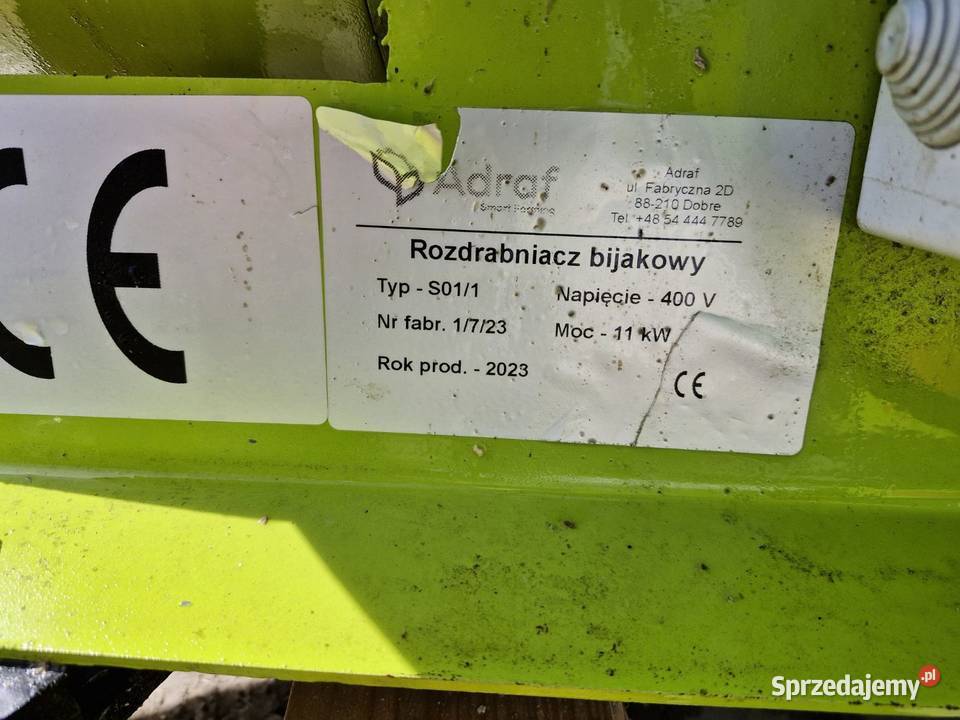 CE
Adraf
Smart Farming
Adraf
ul. Fabryczna 2D
88-210 Dobre
Tel. +48 54 444 7789
Rozdrabniacz bijakowy
Typ - S01/1
Napięcie - 400 V
Nr fabr. 1/7/23
Moc - 11 kW
Rok prod. - 2023
CE
Sprzedajemy.pl